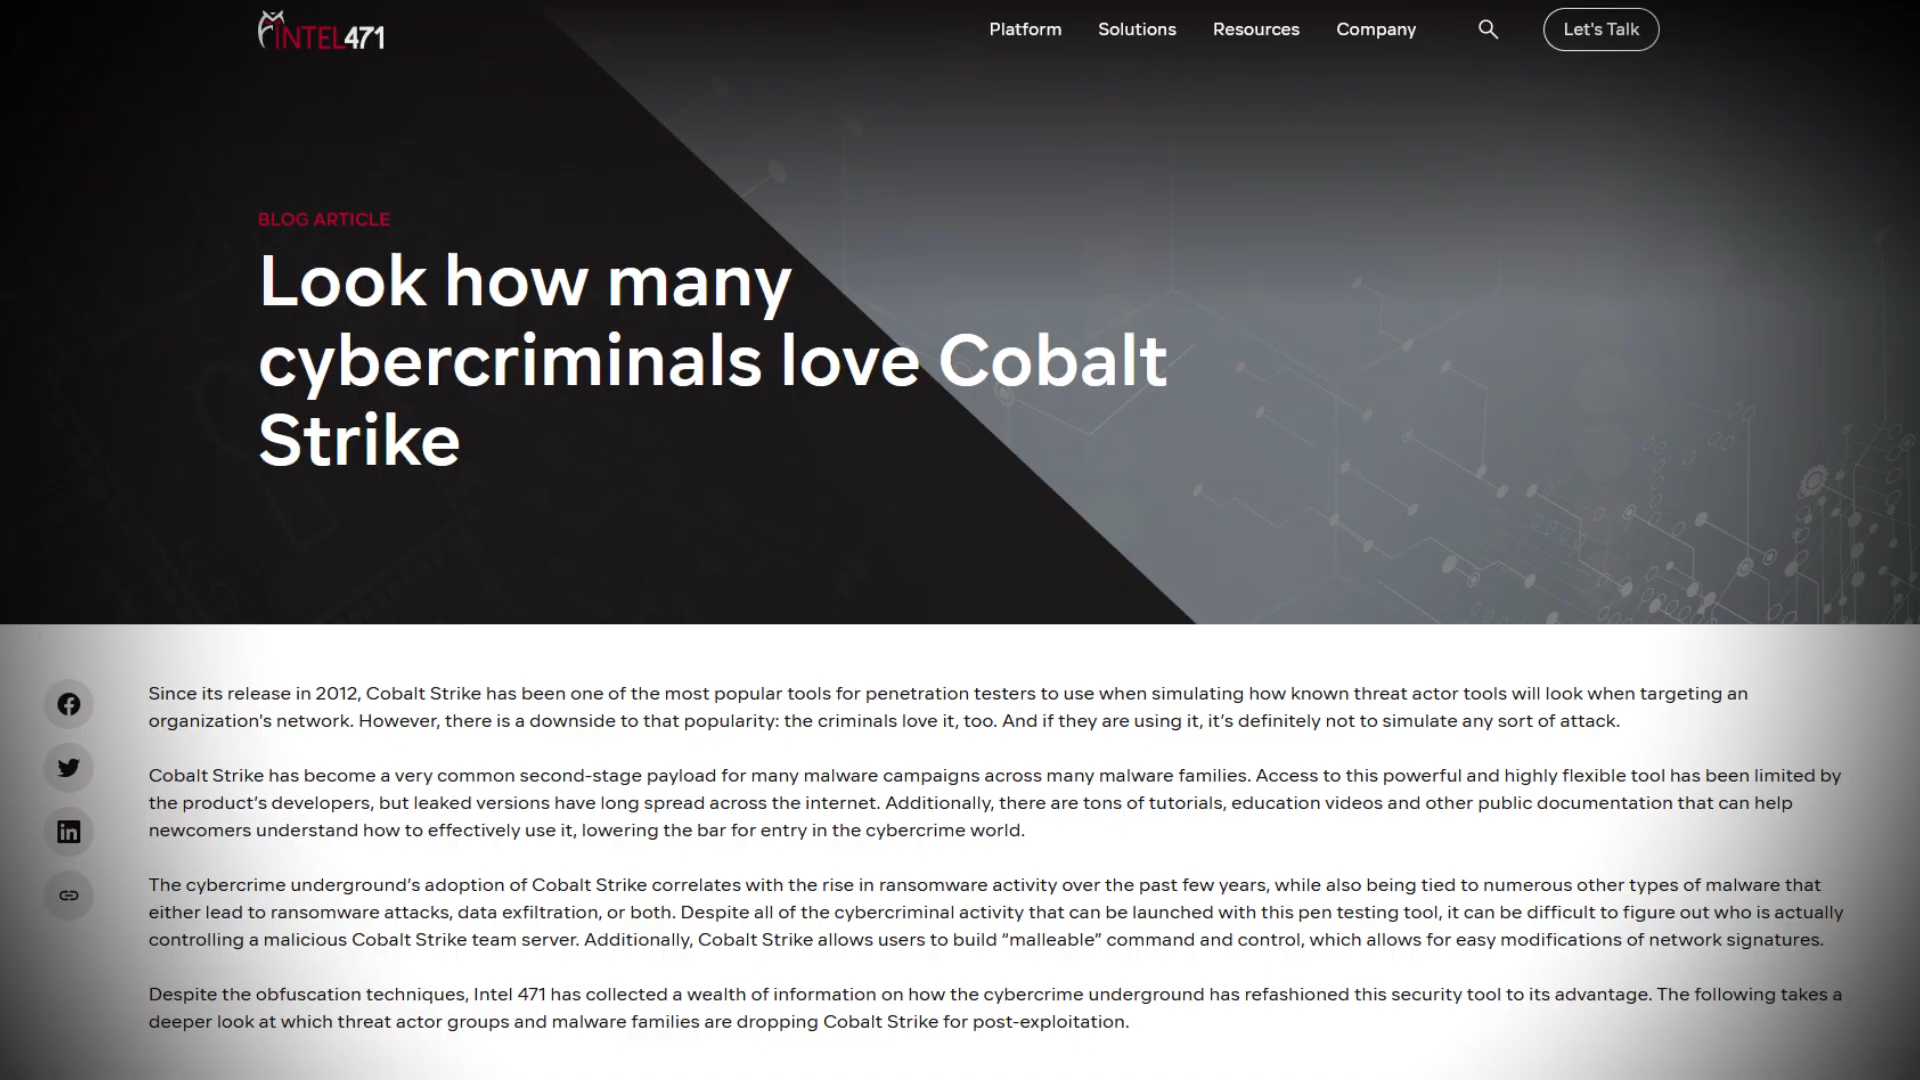 INTEL471
Platform
Solutions
Resources
Company
Let's Talk
BLOG ARTICLE
Look how many
cybercriminals love Cobalt
Strike
Since its release in 2012, Cobalt Strike has been one of the most popular tools for penetration testers to use when simulating how known threat actor tools will look when targeting an
organization's network. However, there is a downside to that popularity: the criminals love it, too. And if they are using it, it’s definitely not to simulate any sort of attack.
Cobalt Strike has become a very common second-stage payload for many malware campaigns across many malware families. Access to this powerful and highly flexible tool has been limited by
the product’s developers, but leaked versions have long spread across the internet. Additionally, there are tons of tutorials, education videos and other public documentation that can help
newcomers understand how to effectively use it, lowering the bar for entry in the cybercrime world.
The cybercrime underground’s adoption of Cobalt Strike correlates with the rise in ransomware activity over the past few years, while also being tied to numerous other types of malware that
either lead to ransomware attacks, data exfiltration, or both. Despite all of the cybercriminal activity that can be launched with this pen testing tool, it can be difficult to figure out who is actually
controlling a malicious Cobalt Strike team server. Additionally, Cobalt Strike allows users to build “malleable” command and control, which allows for easy modifications of network signatures.
Despite the obfuscation techniques, Intel 471 has collected a wealth of information on how the cybercrime underground has refashioned this security tool to its advantage. The following takes a
deeper look at which threat actor groups and malware families are dropping Cobalt Strike for post-exploitation.